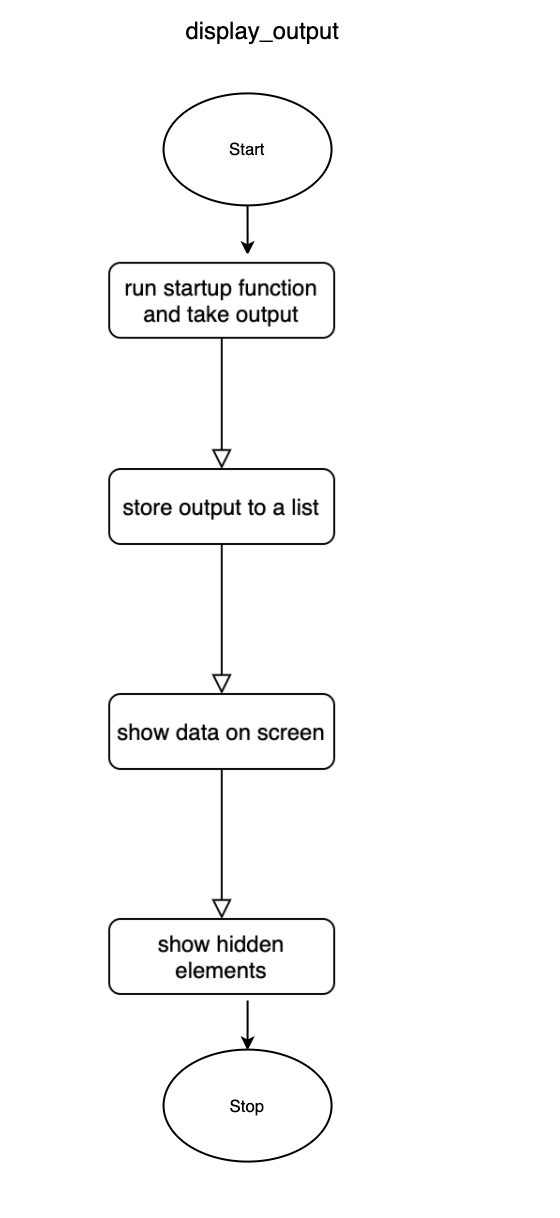 display_output
Start
run startup function
and take output
store output to a list
show data on screen
show hidden
elements
Stop